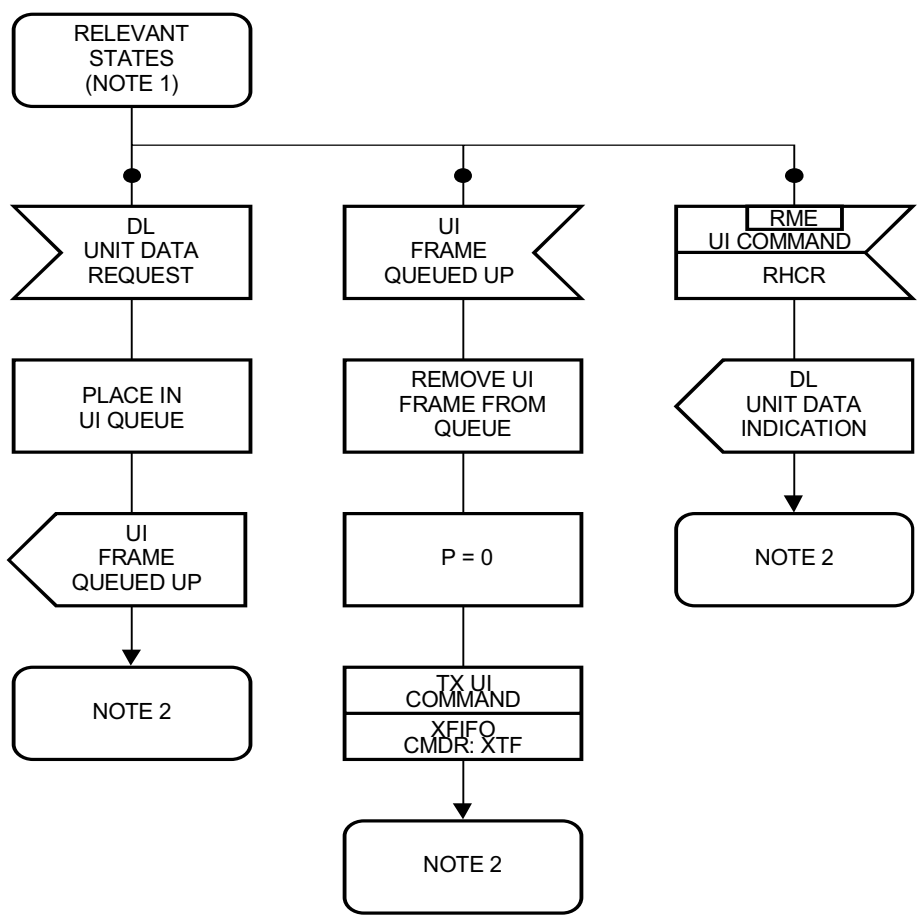 RELEVANT
STATES
(NOTE 1)
DL
UNIT DATA
REQUEST
PLACE IN
UI QUEUE
UI
FRAME
QUEUED UP
NOTE 2
UI
FRAME
QUEUED UP
REMOVE UI
FRAME FROM
QUEUE
P = 0
TX UI
COMMAND
XFIFO
CMDR: XTF
NOTE 2
RME
UI COMMAND
RHCR
DL
UNIT DATA
INDICATION
NOTE 2